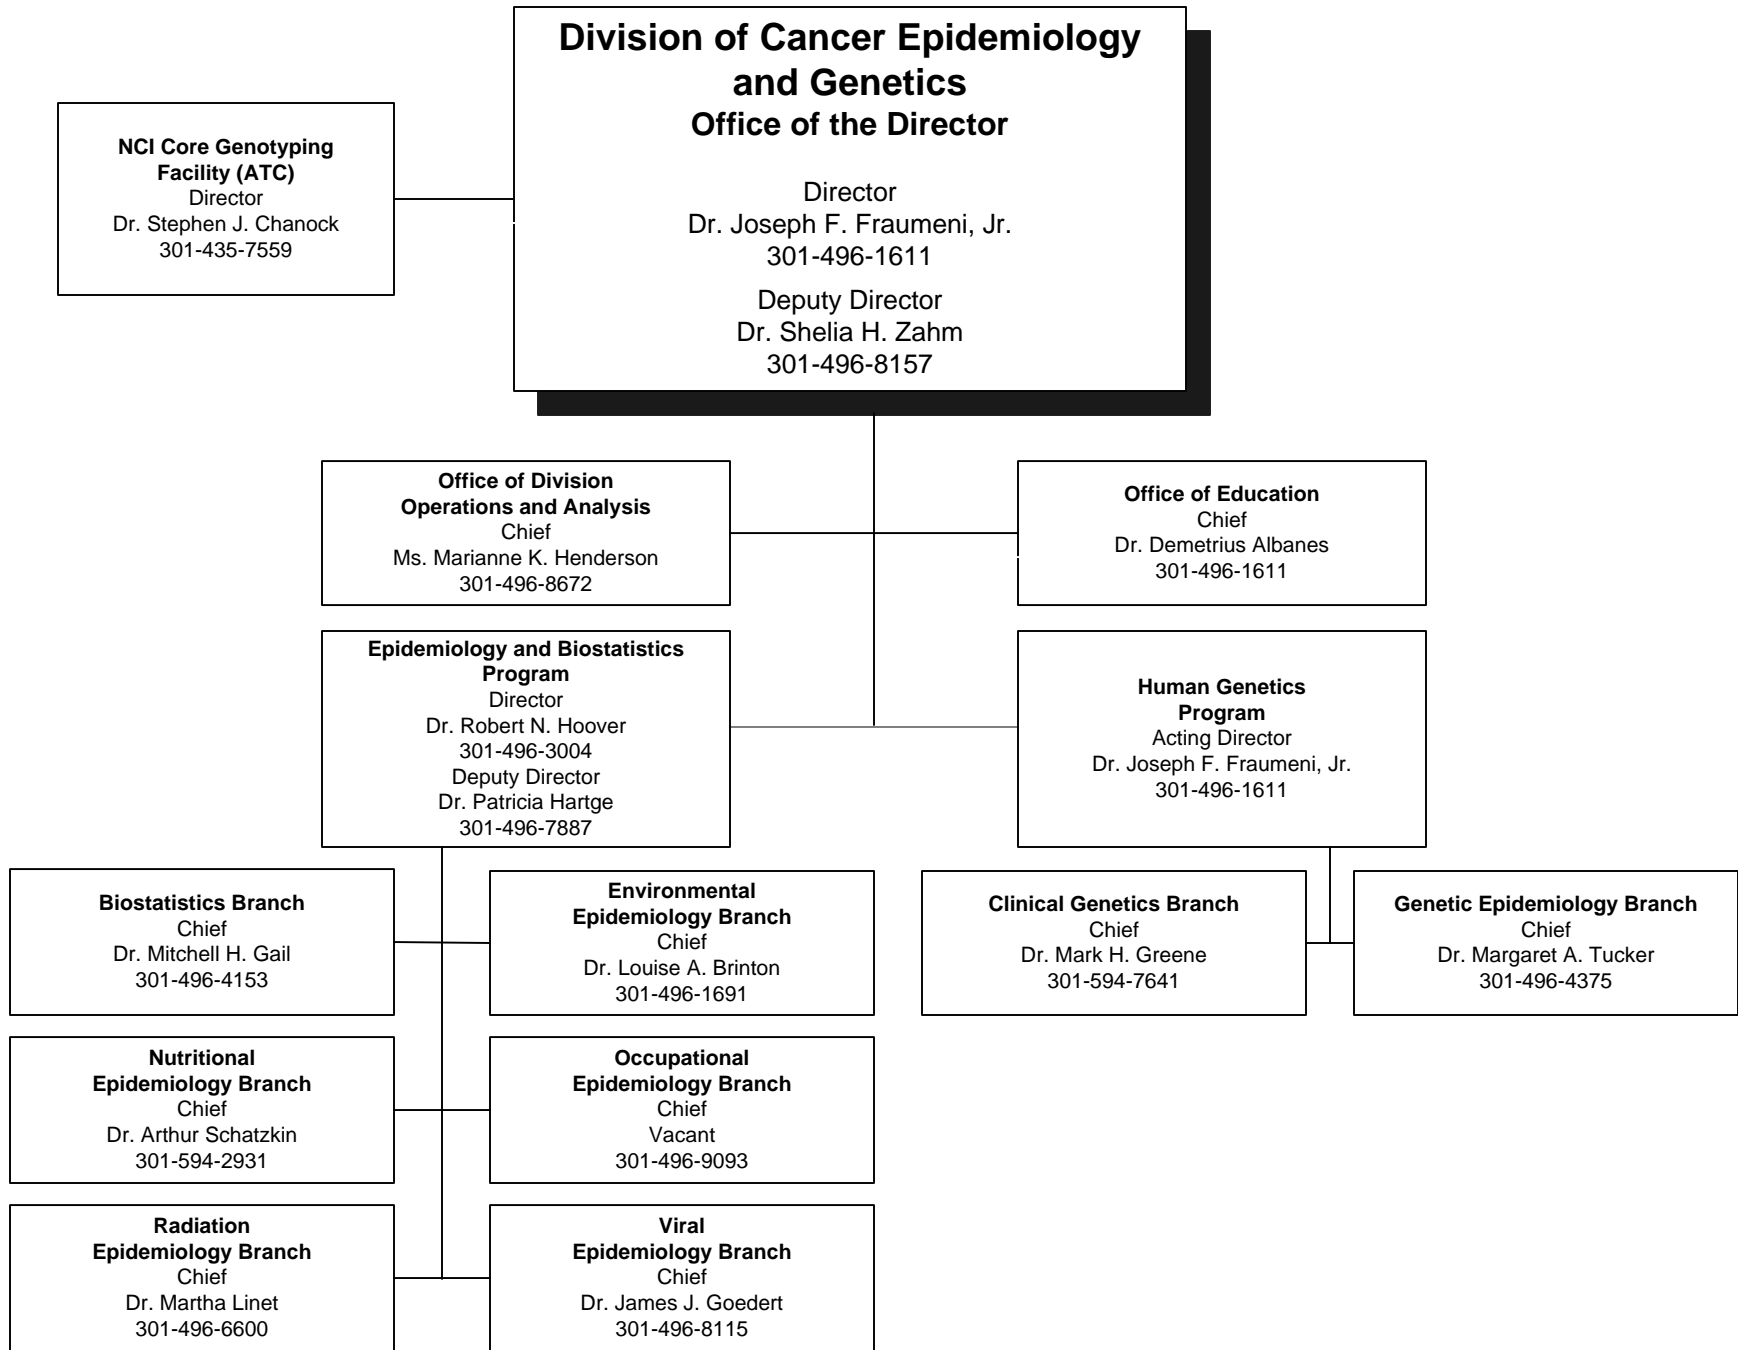 Division of Cancer Epidemiology
and Genetics
Office of the Director
Director
Dr. Joseph F. Fraumeni, Jr.
301-496-1611
Deputy Director
Dr. Shelia H. Zahm
301-496-8157
NCI Core Genotyping
Facility (ATC)
Director
Dr. Stephen J. Chanock
301-435-7559
Office of Division
Operations and Analysis
Chief
Ms. Marianne K. Henderson
301-496-8672
Office of Education
Chief
Dr. Demetrius Albanes
301-496-1611
Epidemiology and Biostatistics
Program
Director
Dr. Robert N. Hoover
301-496-3004
Deputy Director
Dr. Patricia Hartge
301-496-7887
Human Genetics
Program
Acting Director
Dr. Joseph F. Fraumeni, Jr.
301-496-1611
Biostatistics Branch
Chief
Dr. Mitchell H. Gail
301-496-4153
Environmental
Epidemiology Branch
Chief
Dr. Louise A. Brinton
301-496-1691
Clinical Genetics Branch
Chief
Dr. Mark H. Greene
301-594-7641
Genetic Epidemiology Branch
Chief
Dr. Margaret A. Tucker
301-496-4375
Nutritional
Epidemiology Branch
Chief
Dr. Arthur Schatzkin
301-594-2931
Occupational
Epidemiology Branch
Chief
Vacant
301-496-9093
Radiation
Epidemiology Branch
Chief
Dr. Martha Linet
301-496-6600
Viral
Epidemiology Branch
Chief
Dr. James J. Goedert
301-496-8115